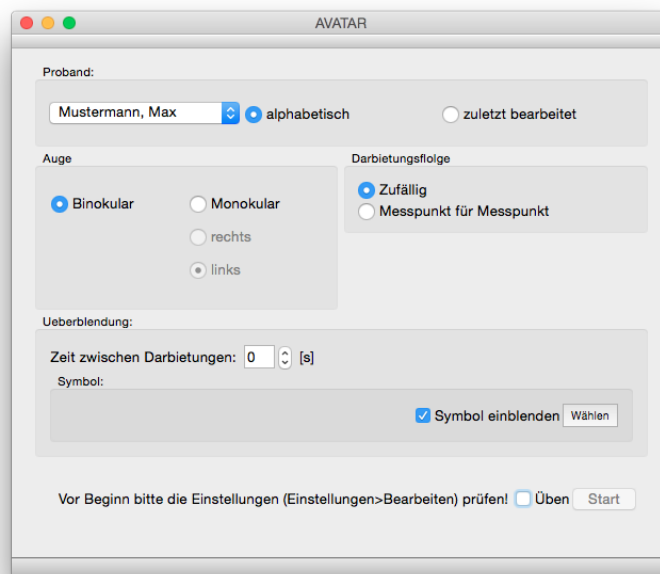 AVATAR
Proband:
Mustermann, Max alphabetisch zuletzt bearbeitet
Auge
Binokular Monokular
rechts
links
Darbietungsflolge
Zufällig
Messpunkt für Messpunkt
Ueberblendung:
Zeit zwischen Darbietungen: 0 [s]
Symbol:
Symbol einblenden Wählen
Vor Beginn bitte die Einstellungen (Einstellungen>Bearbeiten) prüfen! Üben Start